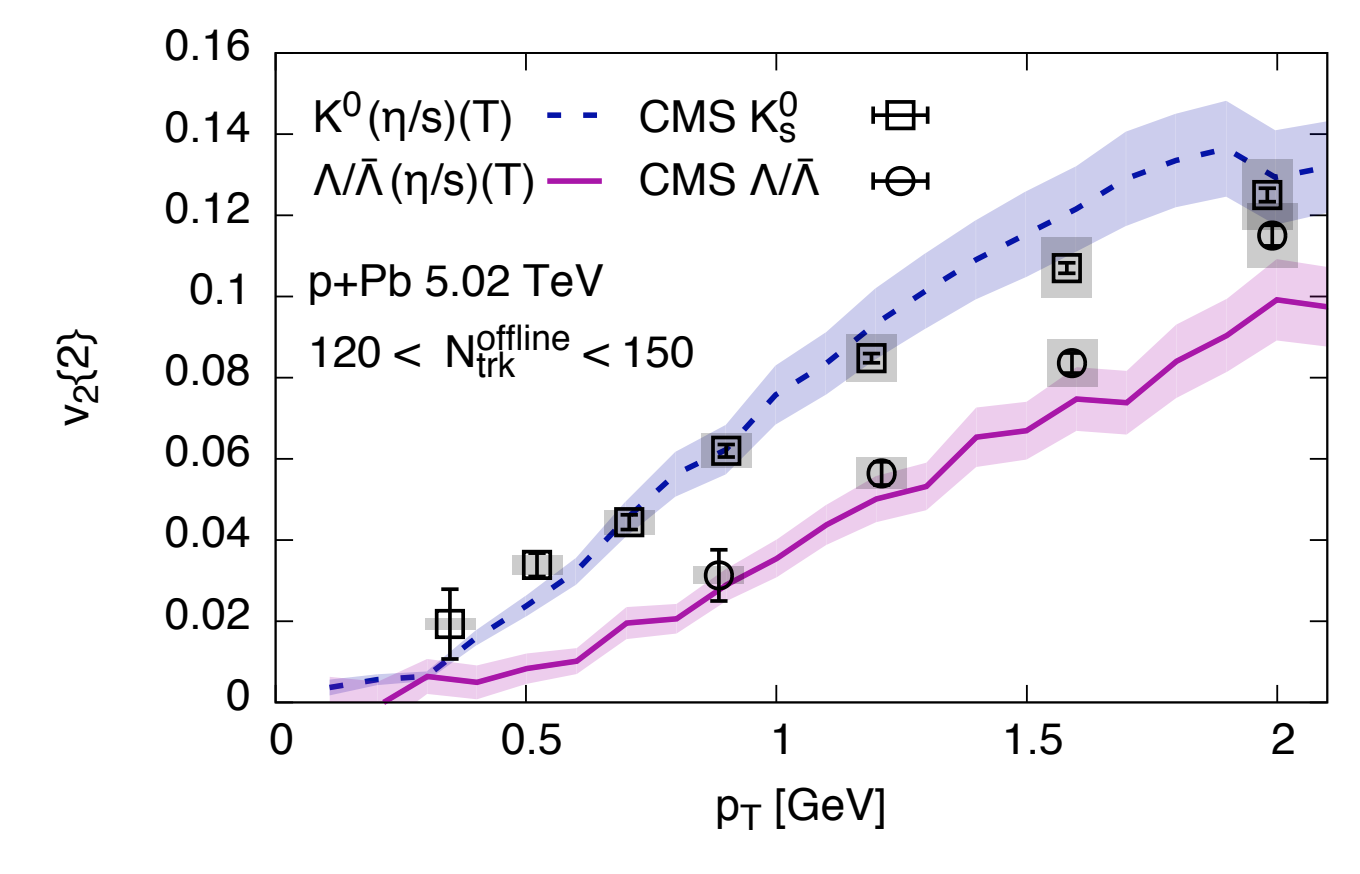 0.16
0.14
0.12
0.1
0.08
0.06
0.04
0.02
0
v₂{2}
K⁰(η/s)(T) CMS K⁰ₛ
Λ/Λ̄(η/s)(T) CMS Λ/Λ̄
p+Pb 5.02 TeV
120 < N_trk^offline < 150
0 0.5 1 1.5 2
p_T [GeV]